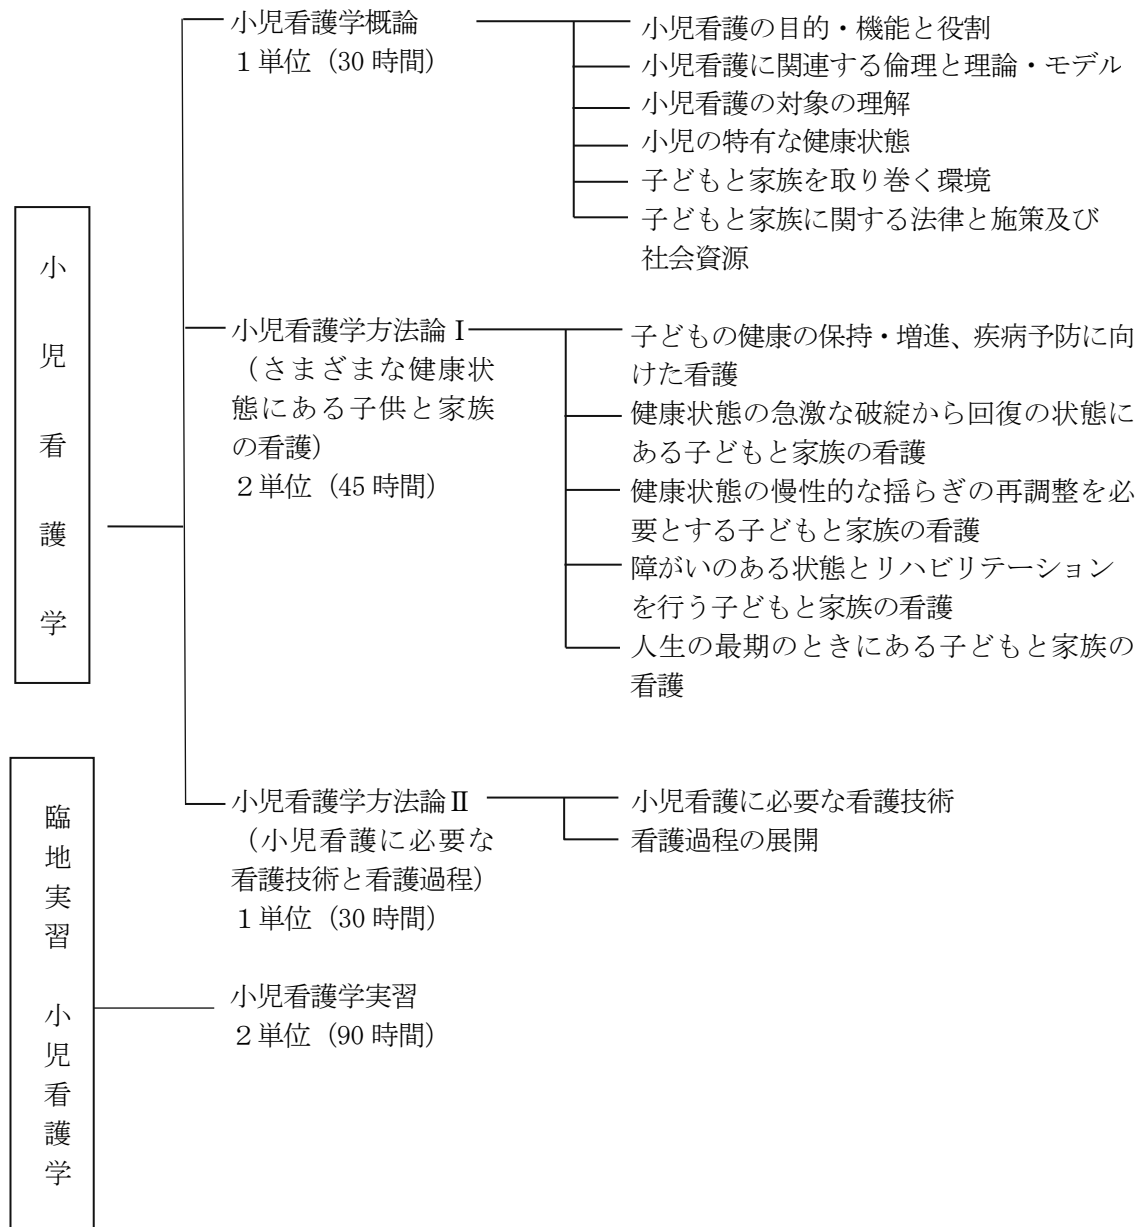 小児看護学
小児看護学概論
１単位（30 時間）
小児看護の目的・機能と役割
小児看護に関連する倫理と理論・モデル
小児看護の対象の理解
小児の特有な健康状態
子どもと家族を取り巻く環境
子どもと家族に関する法律と施策及び
社会資源
小児看護学方法論Ⅰ
（さまざまな健康状
態にある子供と家族
の看護）
２単位（45 時間）
子どもの健康の保持・増進、疾病予防に向
けた看護
健康状態の急激な破綻から回復の状態に
ある子どもと家族の看護
健康状態の慢性的な揺らぎの再調整を必
要とする子どもと家族の看護
障がいのある状態とリハビリテーション
を行う子どもと家族の看護
人生の最期のときにある子どもと家族の
看護
小児看護学方法論Ⅱ
（小児看護に必要な
看護技術と看護過程）
１単位（30 時間）
小児看護に必要な看護技術
看護過程の展開
臨地実習　小児看護学
小児看護学実習
２単位（90 時間）